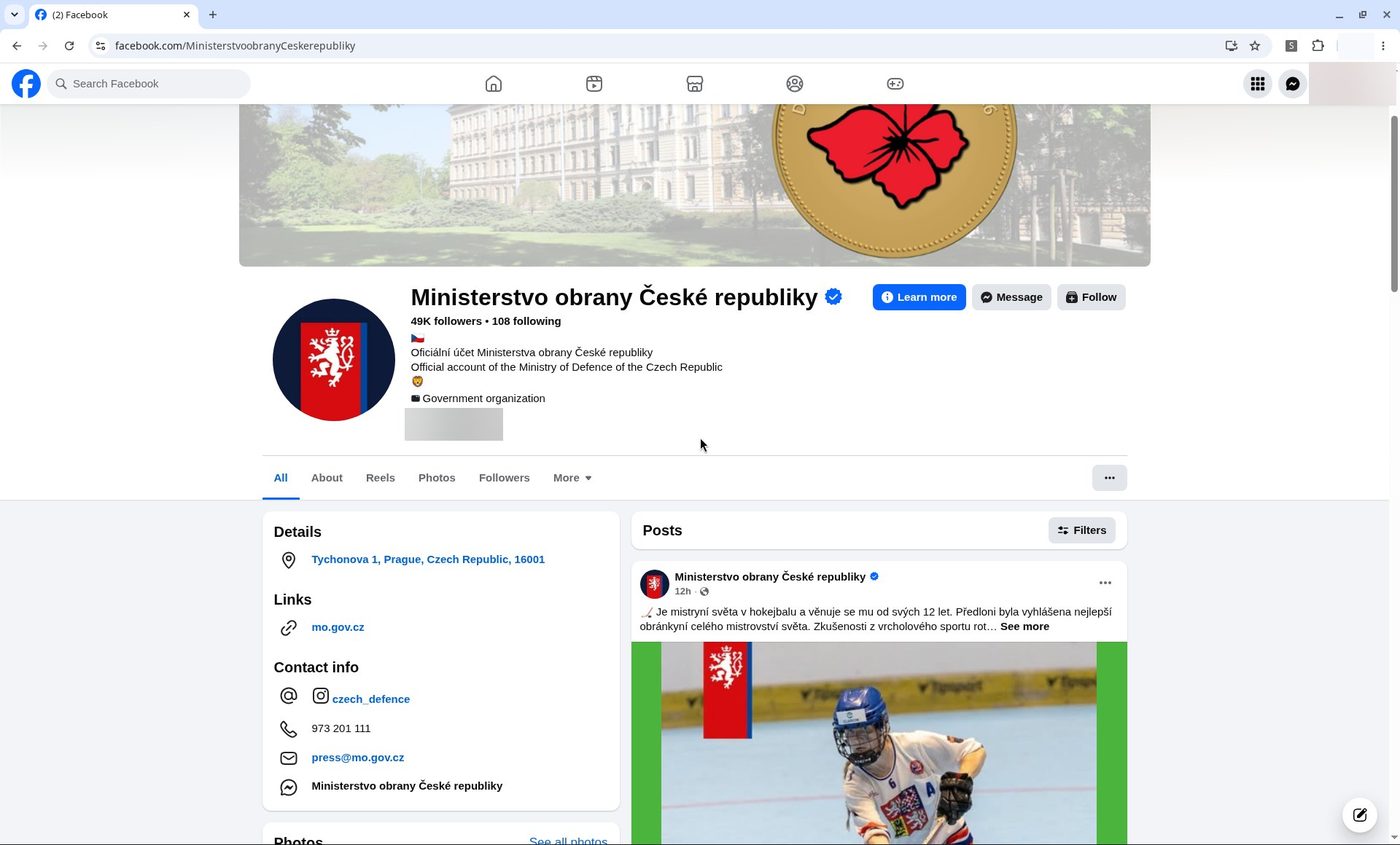 (2) Facebook
facebook.com/MinisterstvoobranyCeskerepubliky
S
Search Facebook
Ministerstvo obrany České republiky
Learn more
Message
Follow
49K followers • 108 following
🇨🇿
Oficiální účet Ministerstva obrany České republiky
Official account of the Ministry of Defence of the Czech Republic
🦁
Government organization
All
About
Reels
Photos
Followers
More
Details
Tychonova 1, Prague, Czech Republic, 16001
Links
mo.gov.cz
Contact info
czech_defence
973 201 111
press@mo.gov.cz
Ministerstvo obrany České republiky
Photos
See all photos
Posts
Filters
Ministerstvo obrany České republiky
12h ·
🏒 Je mistryní světa v hokejbalu a věnuje se mu od svých 12 let. Předloni byla vyhlášena nejlepší
obránkyní celého mistrovství světa. Zkušenosti z vrcholového sportu rot… See more
6
A